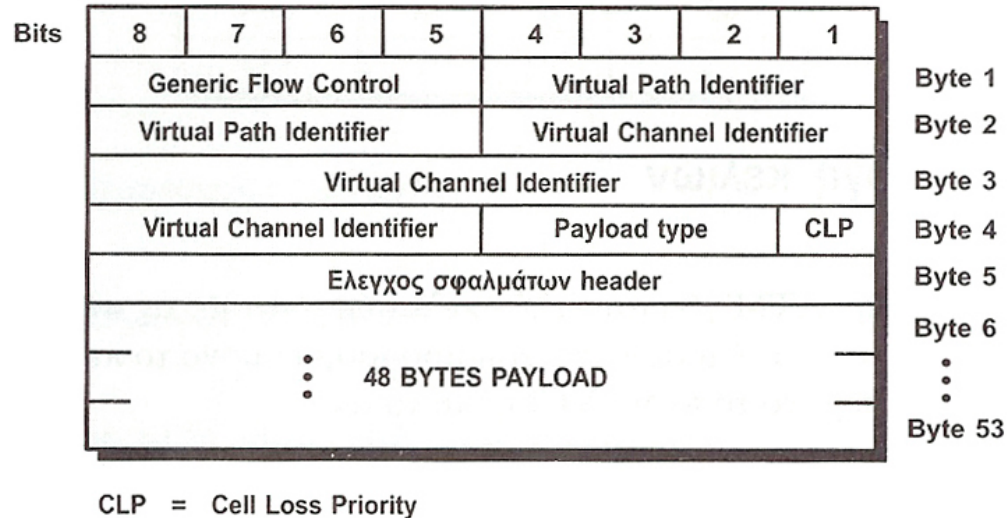 Bits 8 7 6 5 4 3 2 1
Generic Flow Control Virtual Path Identifier Byte 1
Virtual Path Identifier Virtual Channel Identifier Byte 2
Virtual Channel Identifier Byte 3
Virtual Channel Identifier Payload type CLP Byte 4
Ελεγχος σφαλμάτων header Byte 5
Byte 6
48 BYTES PAYLOAD
Byte 53
CLP = Cell Loss Priority